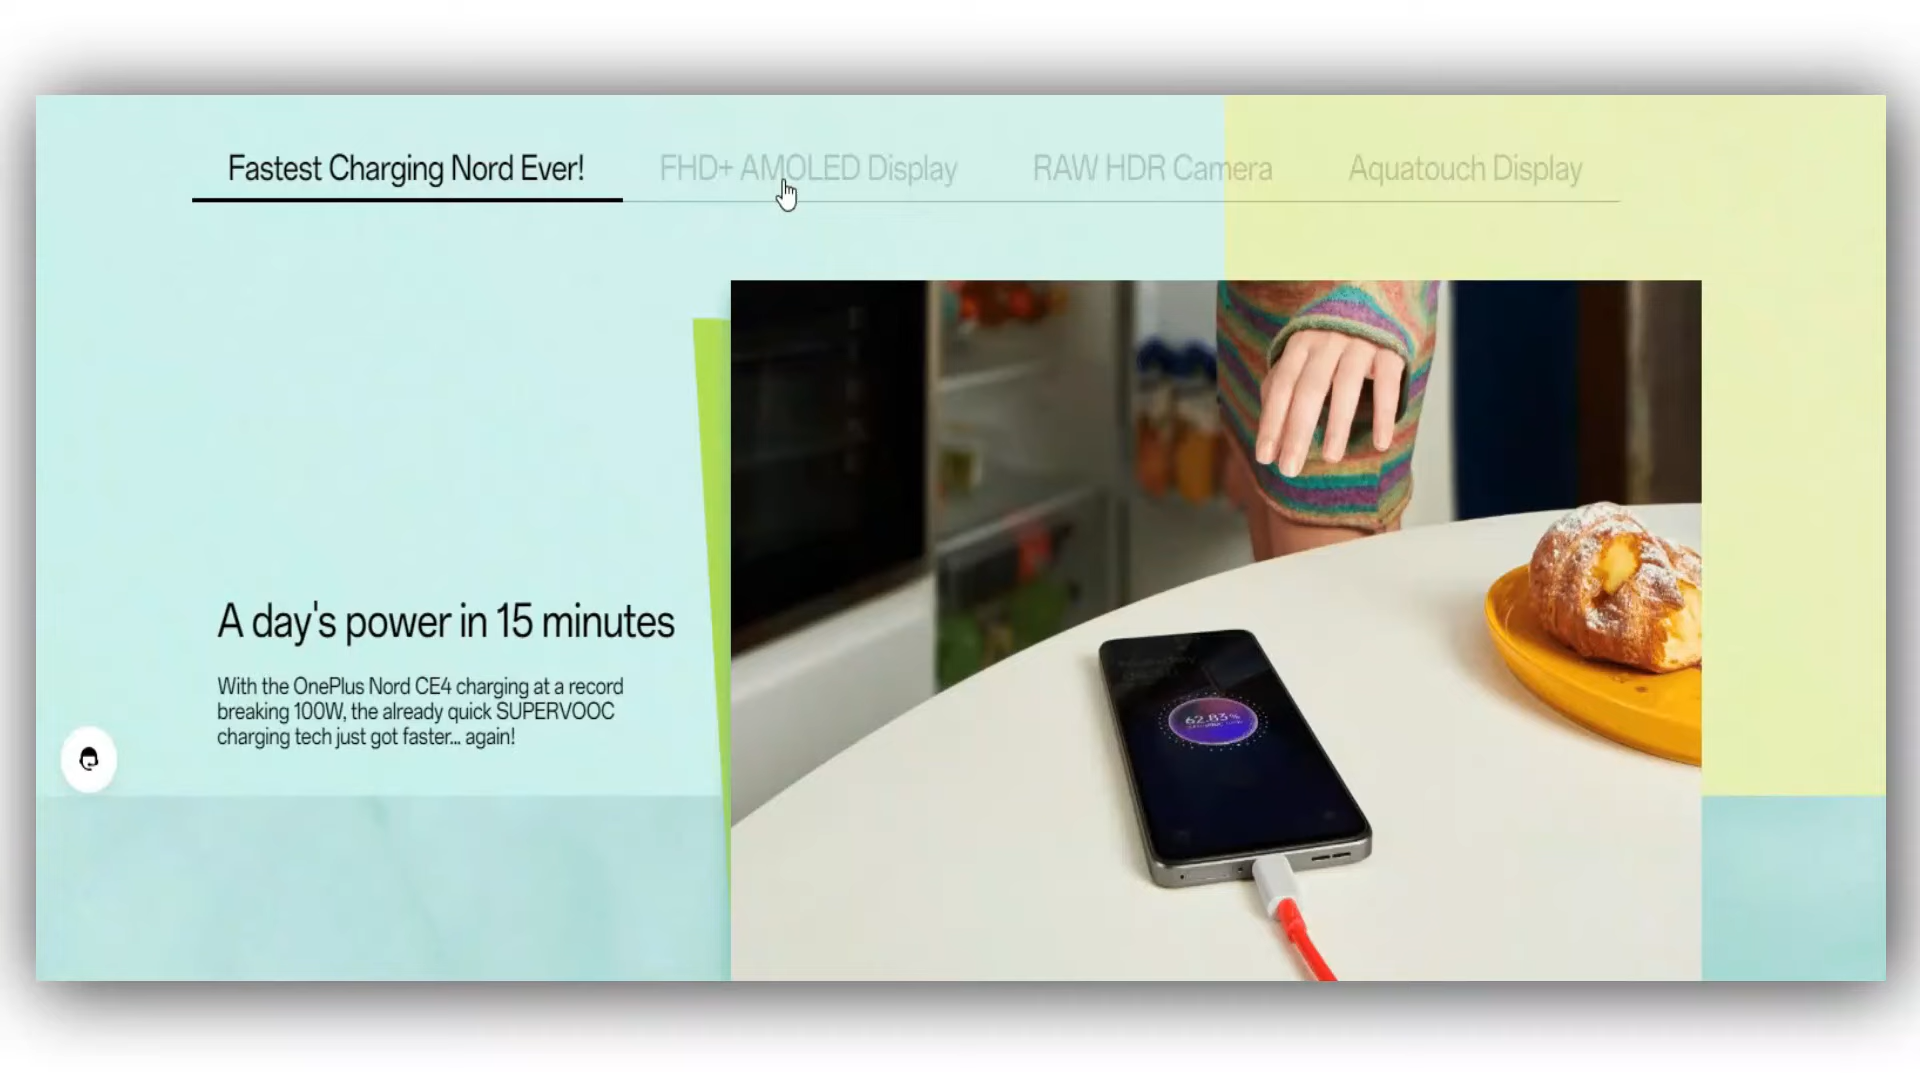 Fastest Charging Nord Ever!
FHD+ AMOLED Display
RAW HDR Camera
Aquatouch Display
A day's power in 15 minutes
With the OnePlus Nord CE4 charging at a record
breaking 100W, the already quick SUPERVOOC
charging tech just got faster... again!
62.83%